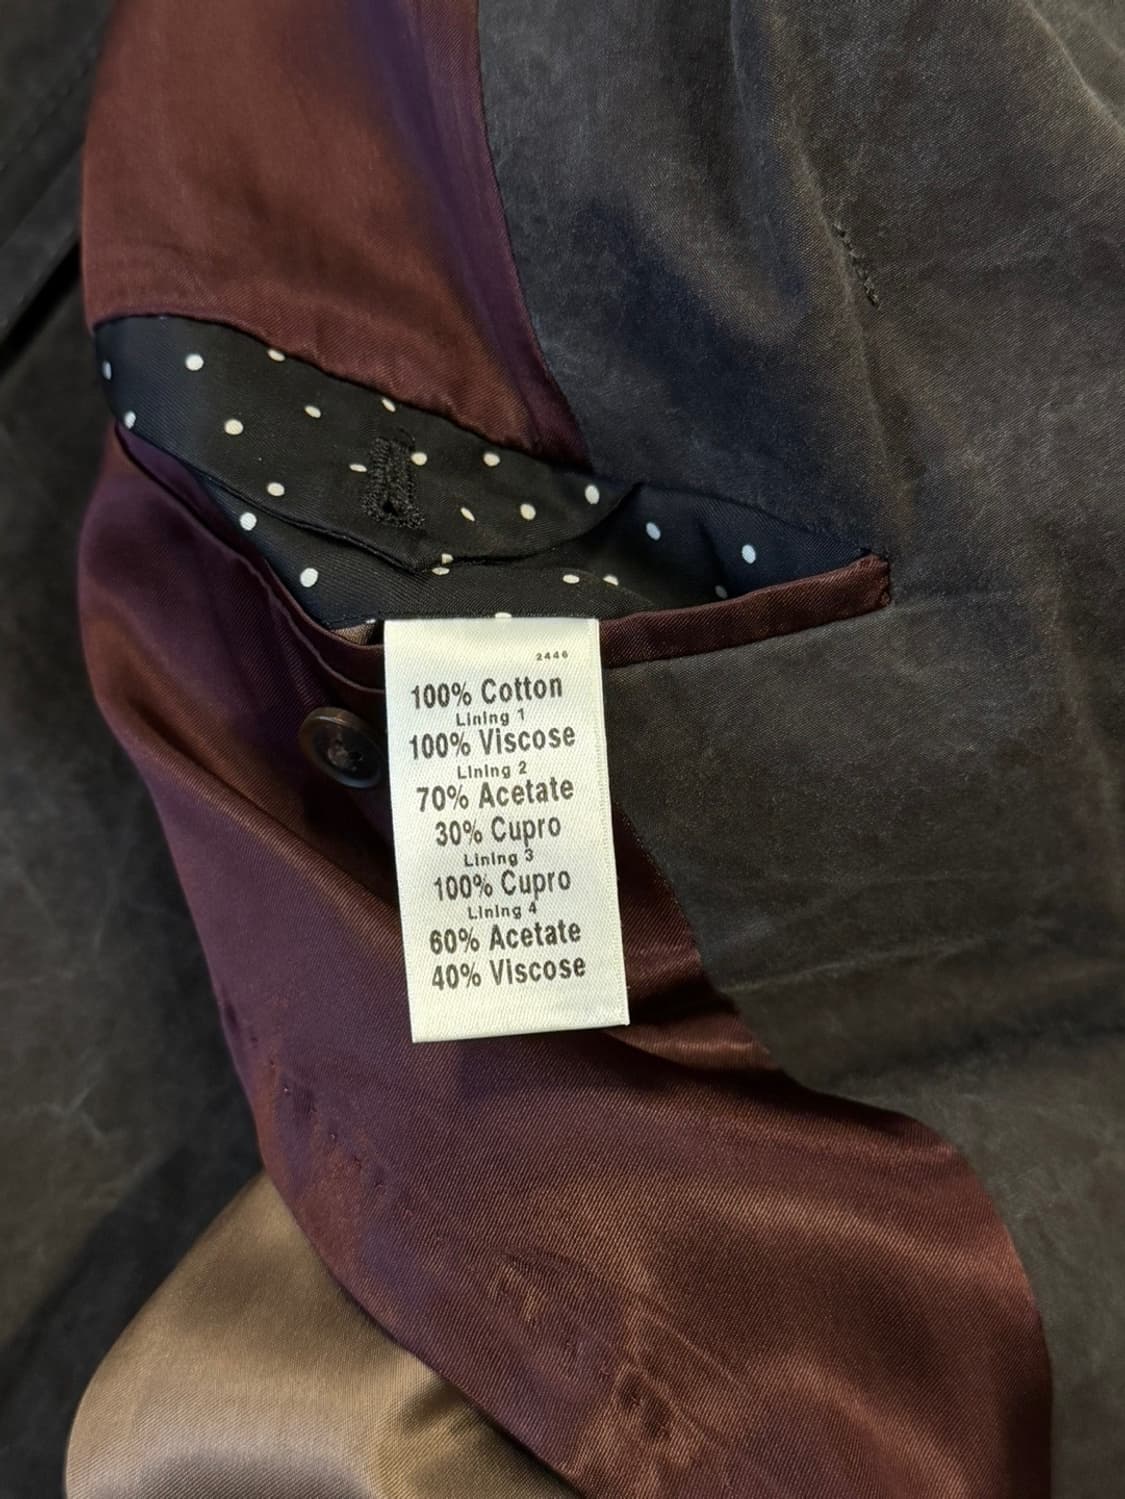 2446
100% Cotton
Lining 1
100% Viscose
Lining 2
70% Acetate
30% Cupro
Lining 3
100% Cupro
Lining 4
60% Acetate
40% Viscose